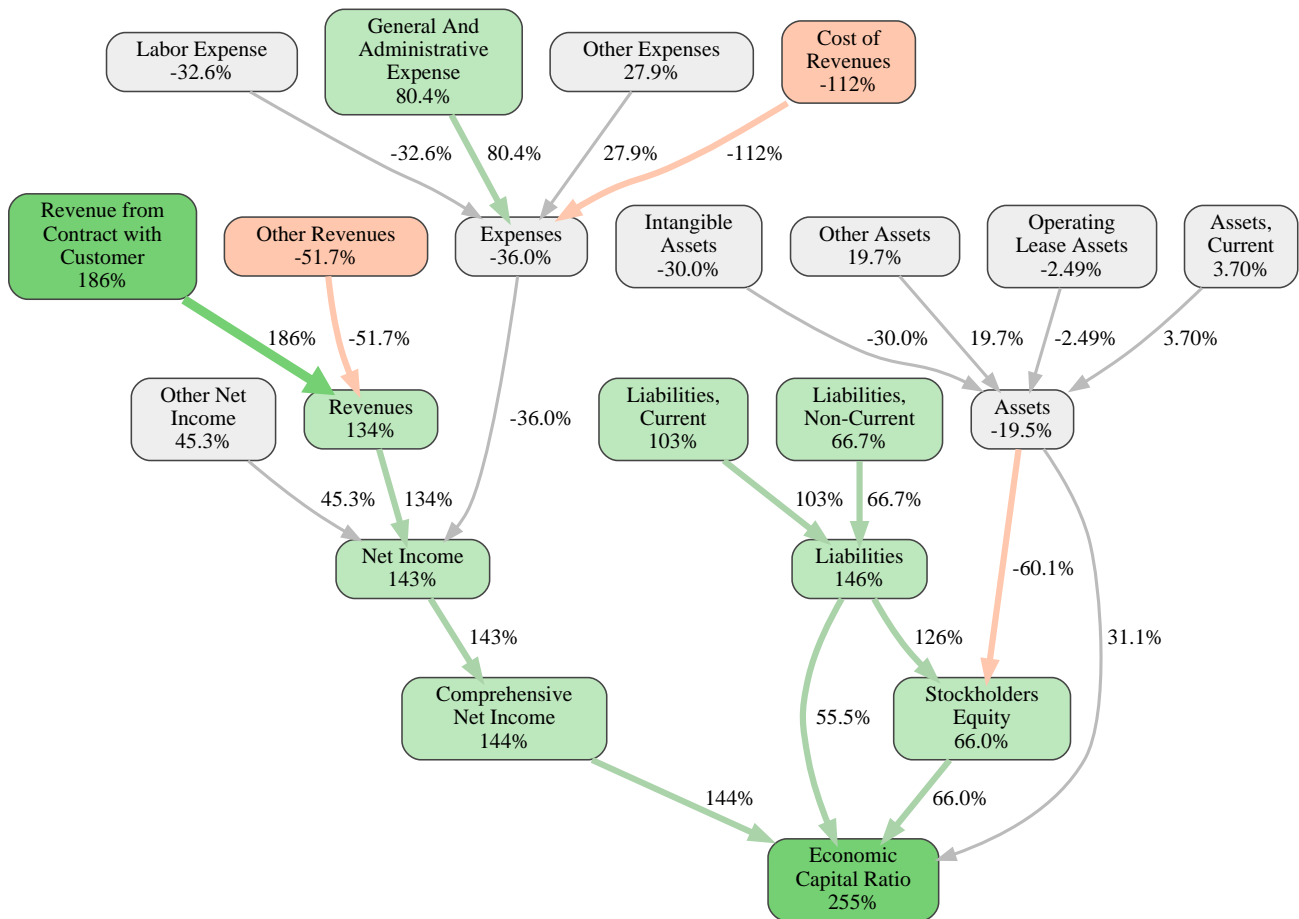 Labor Expense
-32.6%
General And
Administrative
Expense
80.4%
Other Expenses
27.9%
Cost of
Revenues
-112%
-32.6%
80.4%
27.9%
-112%
Revenue from
Contract with
Customer
186%
Other Revenues
-51.7%
Expenses
-36.0%
Intangible
Assets
-30.0%
Other Assets
19.7%
Operating
Lease Assets
-2.49%
Assets,
Current
3.70%
186%
-51.7%
-36.0%
-30.0%
19.7%
-2.49%
3.70%
Other Net
Income
45.3%
Revenues
134%
Liabilities,
Current
103%
Liabilities,
Non-Current
66.7%
Assets
-19.5%
45.3%
134%
103%
66.7%
Net Income
143%
Liabilities
146%
-60.1%
143%
126%
31.1%
Comprehensive
Net Income
144%
55.5%
Stockholders
Equity
66.0%
144%
66.0%
Economic
Capital Ratio
255%